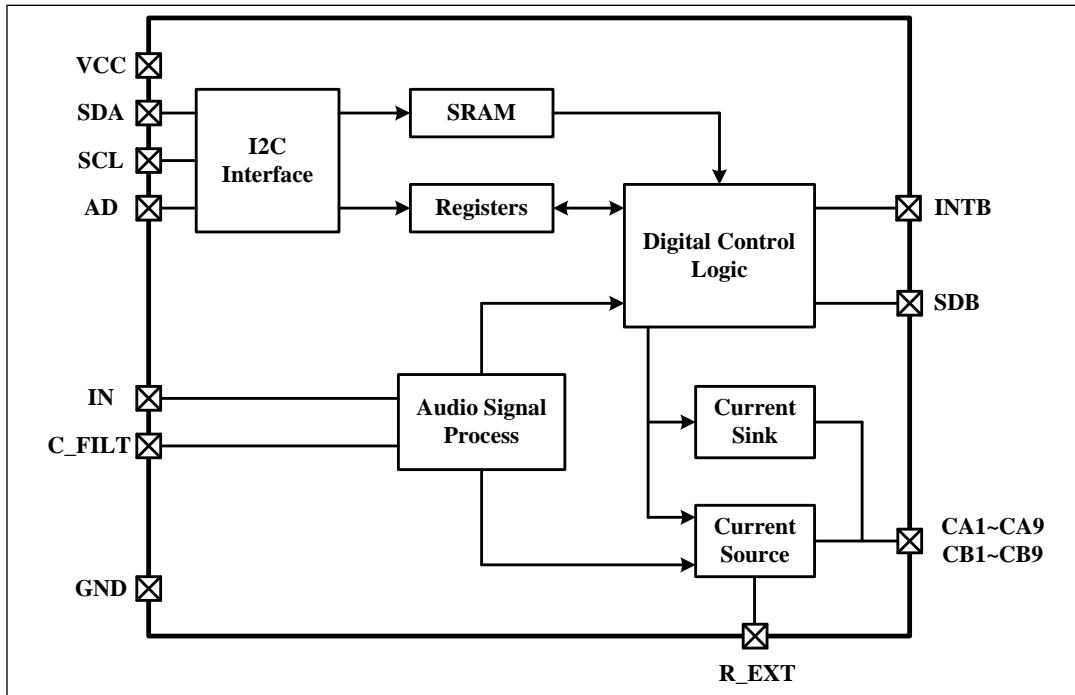 VCC
SDA
SCL
AD
I2C
Interface
SRAM
Registers
Digital Control
Logic
INTB
SDB
IN
C_FILT
Audio Signal
Process
Current
Sink
Current
Source
CA1~CA9
CB1~CB9
GND
R_EXT